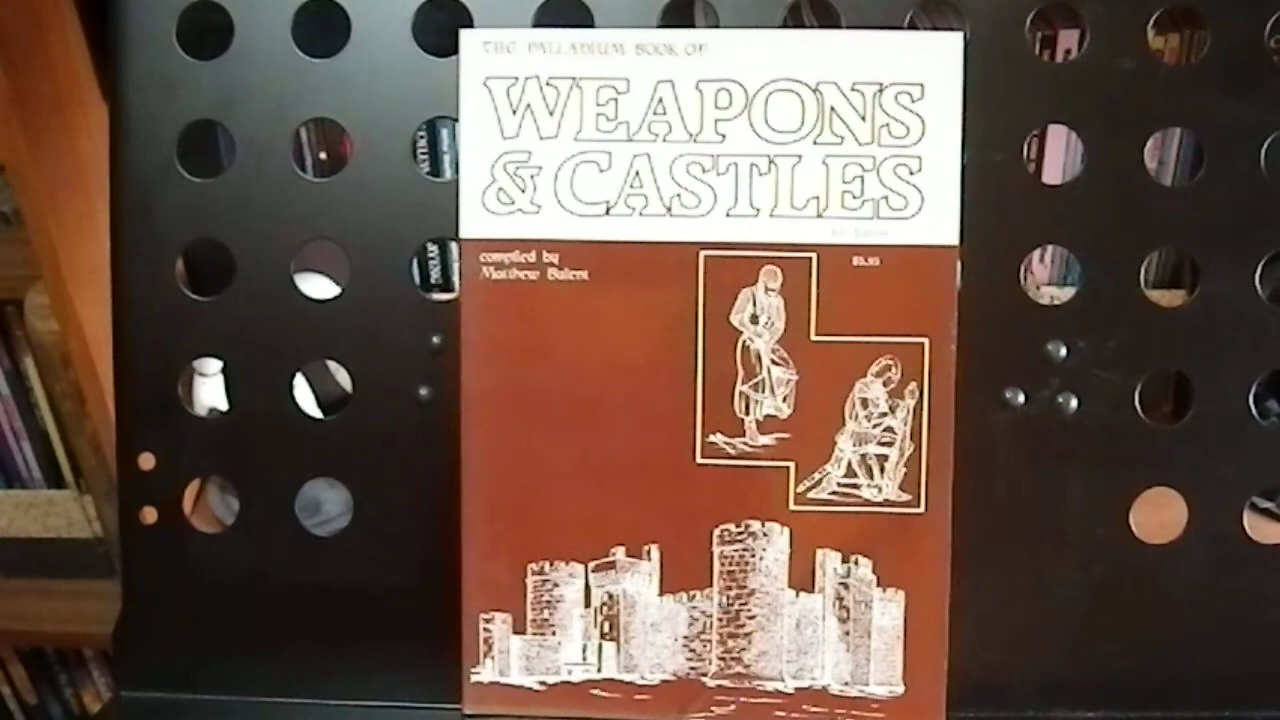 THE PALLADIUM BOOK OF
WEAPONS
& CASTLES
compiled by
Matthew Balent
$5.95